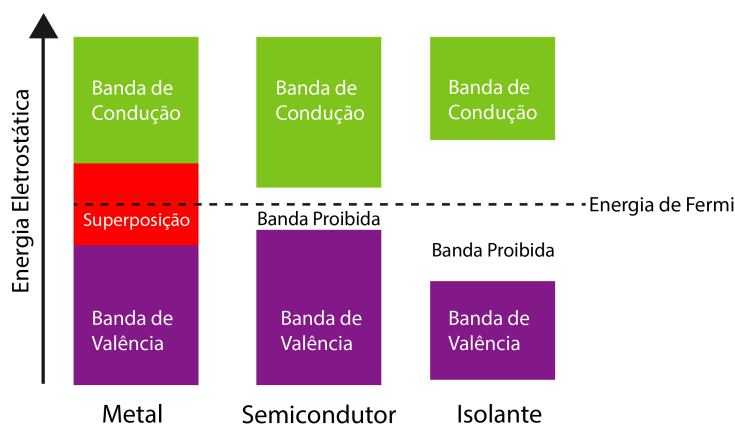 Energia Eletrostática
Banda de
Condução
Superposição
Banda de
Valência
Metal
Banda de
Condução
Banda Proibida
Banda de
Valência
Semicondutor
Banda de
Condução
Banda Proibida
Banda de
Valência
Isolante
Energia de Fermi